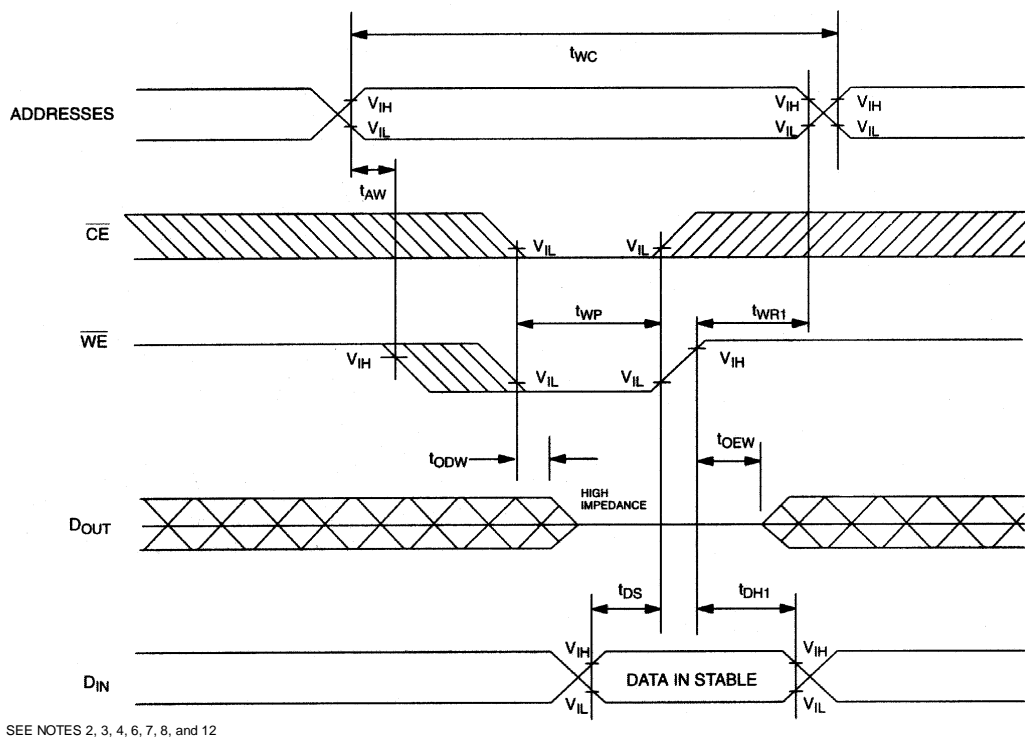 tWC
ADDRESSES
VIH
VIL
VIH
VIL
VIH
VIL
tAW
CE
VIL
VIL
tWP
tWR1
WE
VIH
VIL
VIL
VIH
tODW
tOEW
DOUT
HIGH
IMPEDANCE
tDS
tDH1
DIN
VIH
VIL
DATA IN STABLE
VIH
VIL
SEE NOTES 2, 3, 4, 6, 7, 8, and 12